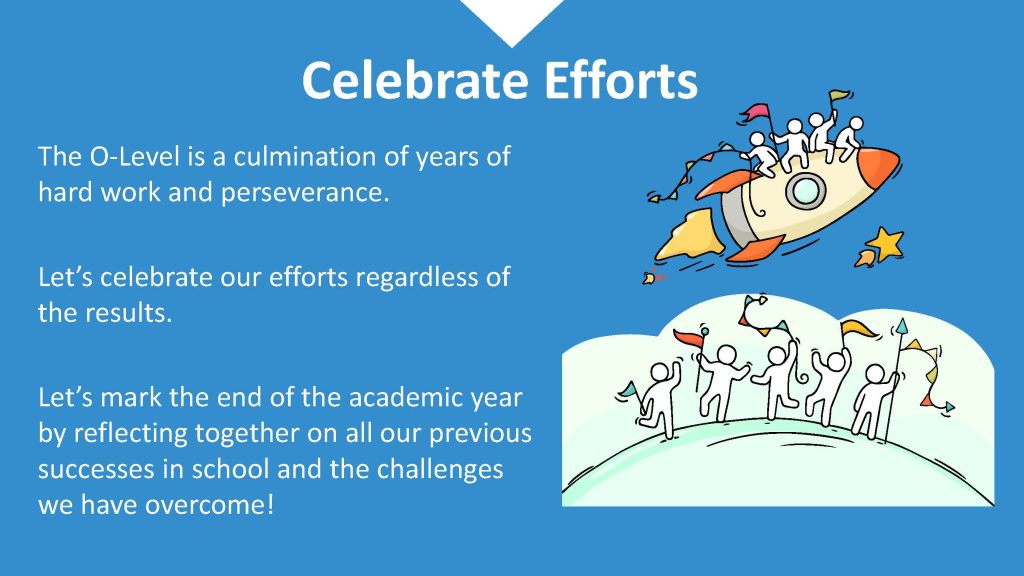 Celebrate Efforts
The O-Level is a culmination of years of
hard work and perseverance.
Let’s celebrate our efforts regardless of
the results.
Let’s mark the end of the academic year
by reflecting together on all our previous
successes in school and the challenges
we have overcome!